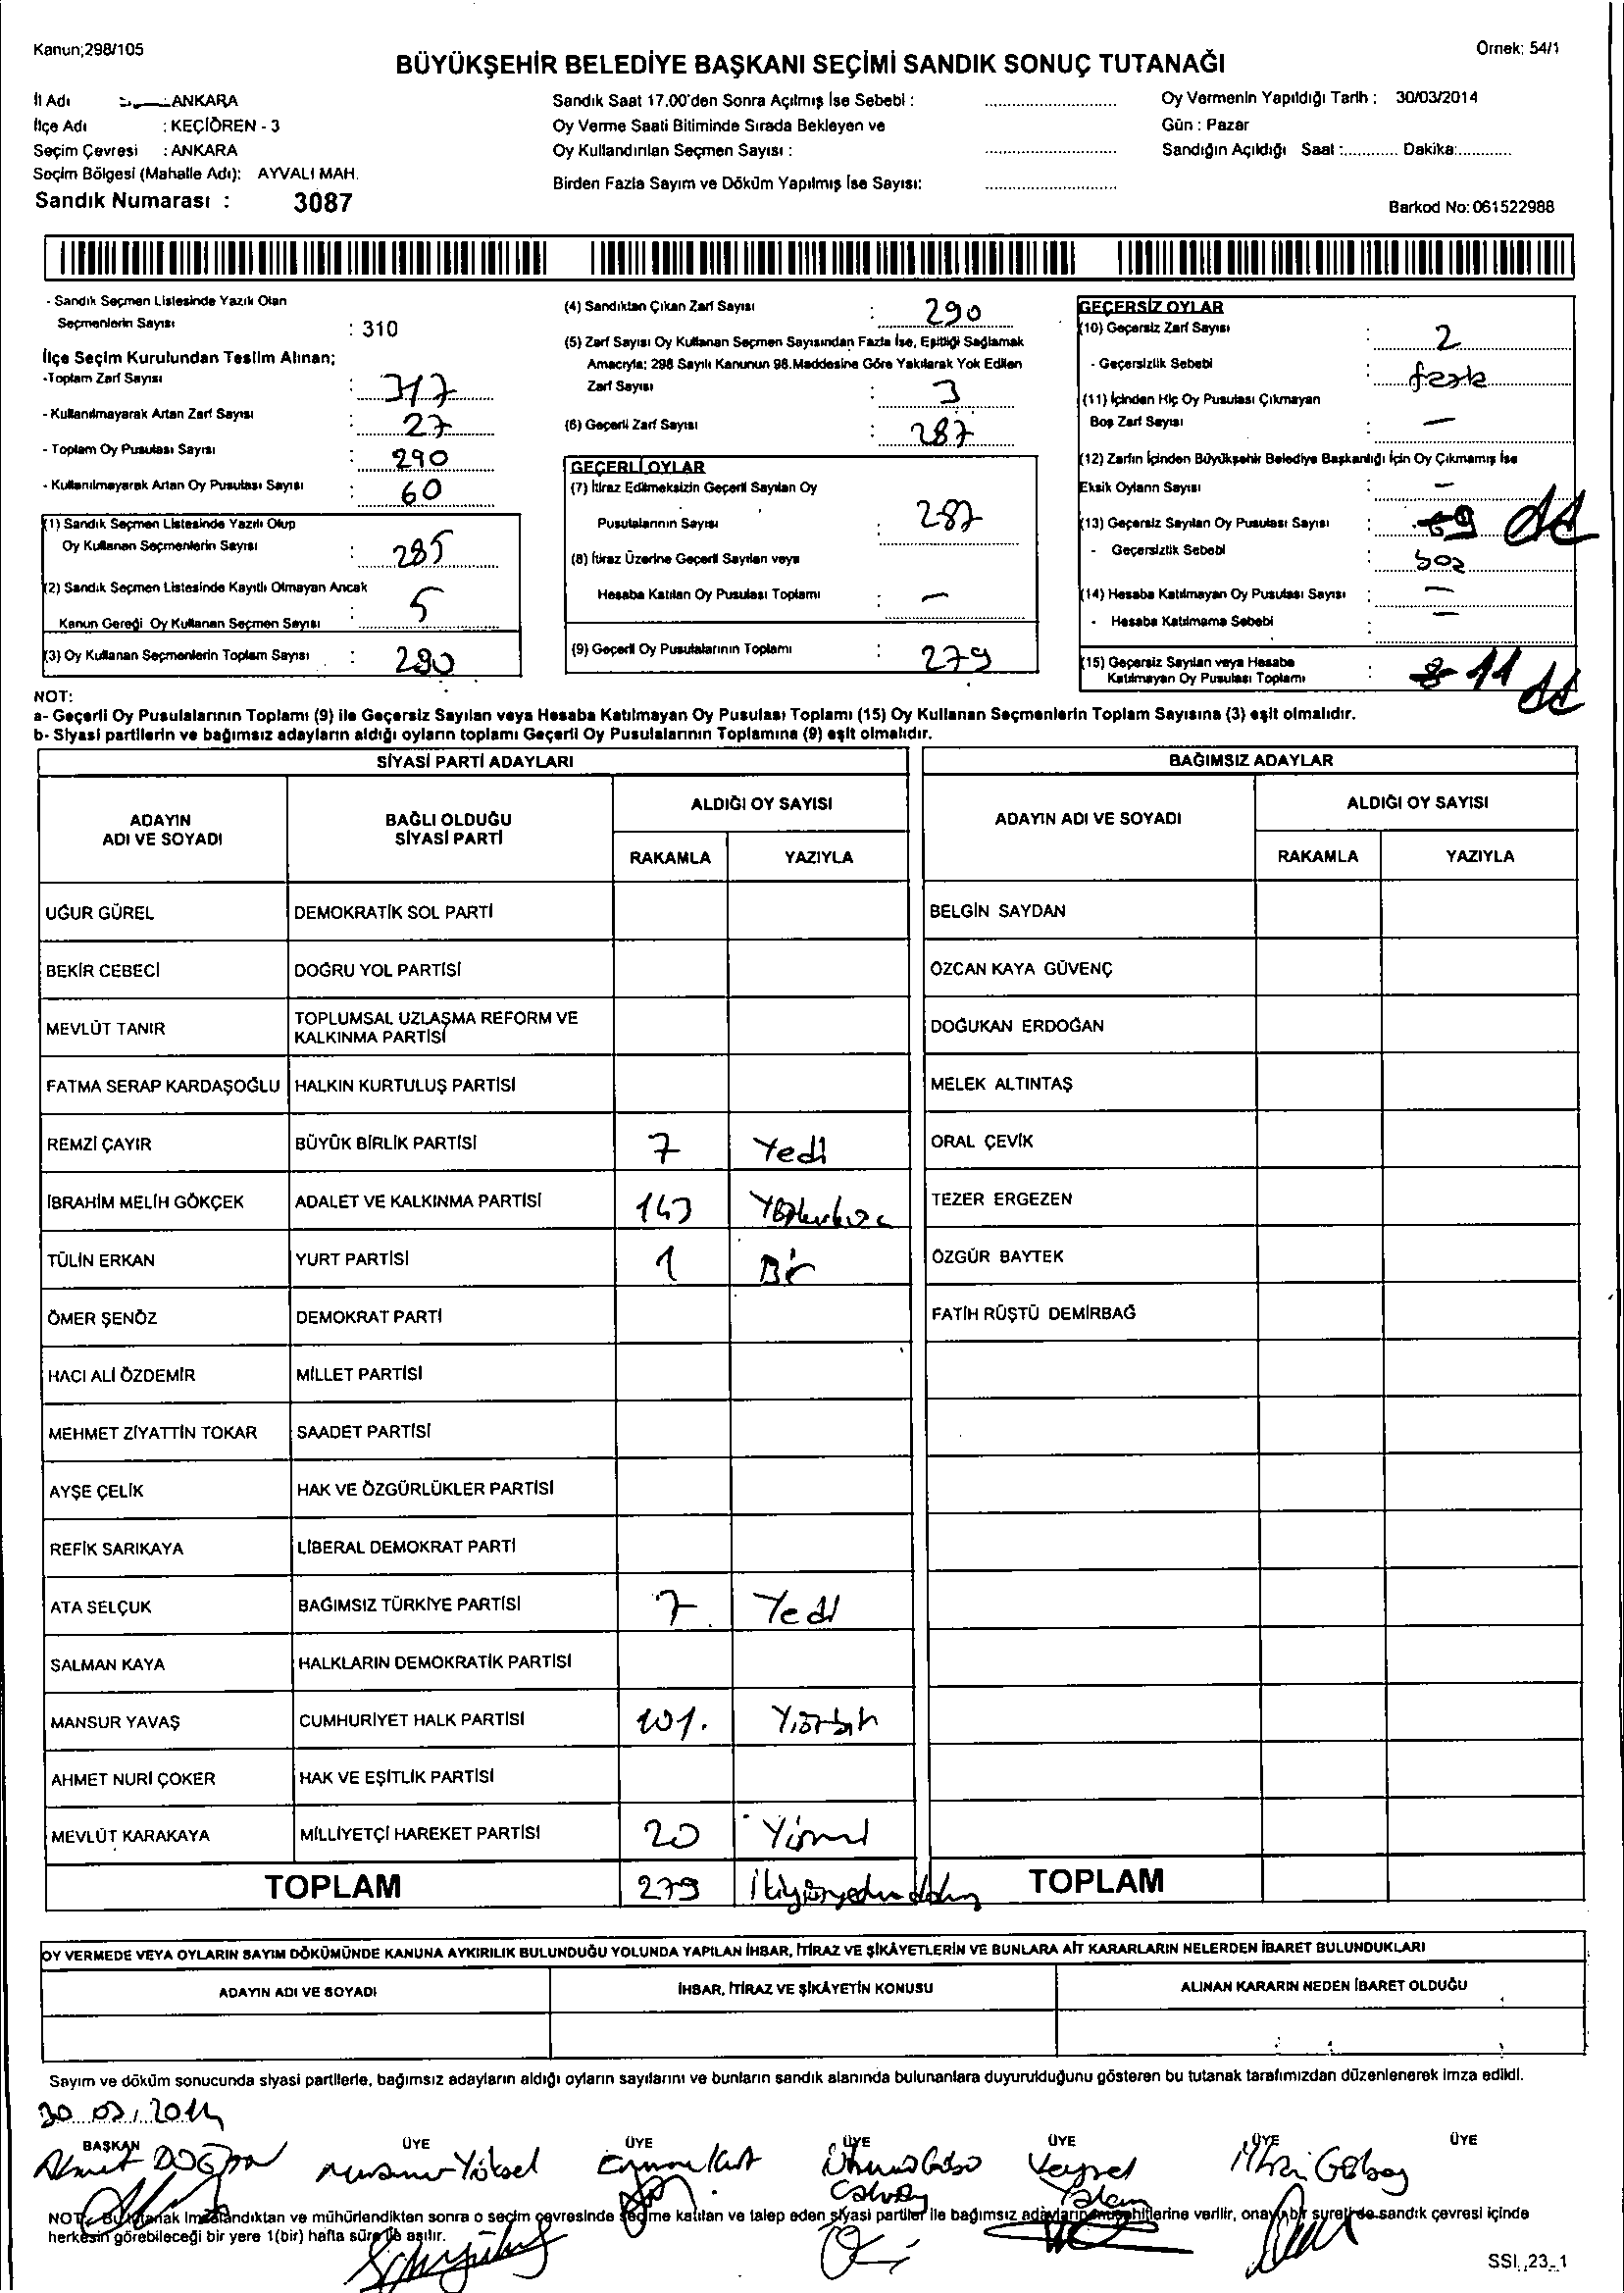 Kanun;298/105
Örnek: 54/1
BÜYÜKŞEHİR BELEDİYE BAŞKANI SEÇİMİ SANDIK SONUÇ TUTANAĞI
İl Adı : ANKARA
İlçe Adı : KEÇİÖREN - 3
Seçim Çevresi : ANKARA
Seçim Bölgesi (Mahalle Adı): AYVALI MAH.
Sandık Numarası : 3087
Sandık Saat 17.00'den Sonra Açılmış İse Sebebi :
Oy Verme Saati Bitiminde Sırada Bekleyen ve
Oy Kullandırılan Seçmen Sayısı :
Birden Fazla Sayım ve Döküm Yapılmış İse Sayısı:
Oy Vermenin Yapıldığı Tarih : 30/03/2014
Gün : Pazar
Sandığın Açıldığı Saat :............ Dakika:............
Barkod No: 061522988
- Sandık Seçmen Listesinde Yazılı Olan
Seçmenlerin Sayısı : 310
İlçe Seçim Kurulundan Teslim Alınan;
-Toplam Zarf Sayısı : 317
- Kullanılmayarak Artan Zarf Sayısı : 27
- Toplam Oy Pusulası Sayısı : 290
- Kullanılmayarak Artan Oy Pusulası Sayısı : 60
(1) Sandık Seçmen Listesinde Yazılı Olup
Oy Kullanan Seçmenlerin Sayısı : 285
(2) Sandık Seçmen Listesinde Kayıtlı Olmayan Ancak
Kanun Gereği Oy Kullanan Seçmen Sayısı : 5
(3) Oy Kullanan Seçmenlerin Toplam Sayısı : 290
(4) Sandıktan Çıkan Zarf Sayısı : 290
(5) Zarf Sayısı Oy Kullanan Seçmen Sayısından Fazla İse, Eşitliği Sağlamak
Amacıyla; 298 Sayılı Kanunun 98.Maddesine Göre Yakılarak Yok Edilen
Zarf Sayısı : 3
(6) Geçerli Zarf Sayısı : 287
GEÇERLİ OYLAR
(7) İtiraz Edilmeksizin Geçerli Sayılan Oy
Pusulalarının Sayısı : 287
(8) İtiraz Üzerine Geçerli Sayılan veya
Hesaba Katılan Oy Pusulası Toplamı : -
(9) Geçerli Oy Pusulalarının Toplamı : 279
GEÇERSİZ OYLAR
(10) Geçersiz Zarf Sayısı : 2
- Geçersizlik Sebebi : fazla
(11) İçinden Hiç Oy Pusulası Çıkmayan
Boş Zarf Sayısı : -
(12) Zarfın İçinden Büyükşehir Belediye Başkanlığı İçin Oy Çıkmamış İse
Eksik Oyların Sayısı : -
(13) Geçersiz Sayılan Oy Pusulası Sayısı :
- Geçersizlik Sebebi :
(14) Hesaba Katılmayan Oy Pusulası Sayısı : -
- Hesaba Katılmama Sebebi : -
(15) Geçersiz Sayılan veya Hesaba
Katılmayan Oy Pusulası Toplamı : 8 11
NOT:
a- Geçerli Oy Pusulalarının Toplamı (9) ile Geçersiz Sayılan veya Hesaba Katılmayan Oy Pusulası Toplamı (15) Oy Kullanan Seçmenlerin Toplam Sayısına (3) eşit olmalıdır.
b- Siyasi partilerin ve bağımsız adayların aldığı oyların toplamı Geçerli Oy Pusulalarının Toplamına (9) eşit olmalıdır.
SİYASİ PARTİ ADAYLARI
ADAYIN ADI VE SOYADI
BAĞLI OLDUĞU SİYASİ PARTİ
ALDIĞI OY SAYISI
RAKAMLA YAZIYLA
UĞUR GÜREL DEMOKRATİK SOL PARTİ
BEKİR CEBECİ DOĞRU YOL PARTİSİ
MEVLÜT TANIR TOPLUMSAL UZLAŞMA REFORM VE
KALKINMA PARTİSİ
FATMA SERAP KARDAŞOĞLU HALKIN KURTULUŞ PARTİSİ
REMZİ ÇAYIR BÜYÜK BİRLİK PARTİSİ 7 Yedi
İBRAHİM MELİH GÖKÇEK ADALET VE KALKINMA PARTİSİ 143
TÜLİN ERKAN YURT PARTİSİ 1 Bir
ÖMER ŞENÖZ DEMOKRAT PARTİ
HACI ALİ ÖZDEMİR MİLLET PARTİSİ
MEHMET ZİYATTİN TOKAR SAADET PARTİSİ
AYŞE ÇELİK HAK VE ÖZGÜRLÜKLER PARTİSİ
REFİK SARIKAYA LİBERAL DEMOKRAT PARTİ
ATA SELÇUK BAĞIMSIZ TÜRKİYE PARTİSİ 7 Yedi
SALMAN KAYA HALKLARIN DEMOKRATİK PARTİSİ
MANSUR YAVAŞ CUMHURİYET HALK PARTİSİ 101. Yüzbir
AHMET NURİ ÇOKER HAK VE EŞİTLİK PARTİSİ
MEVLÜT KARAKAYA MİLLİYETÇİ HAREKET PARTİSİ 20 Yirmi
TOPLAM 279 ikiyüzyetmişdokuz
BAĞIMSIZ ADAYLAR
ADAYIN ADI VE SOYADI
ALDIĞI OY SAYISI
RAKAMLA YAZIYLA
BELGİN SAYDAN
ÖZCAN KAYA GÜVENÇ
DOĞUKAN ERDOĞAN
MELEK ALTINTAŞ
ORAL ÇEVİK
TEZER ERGEZEN
ÖZGÜR BAYTEK
FATİH RÜŞTÜ DEMİRBAĞ
TOPLAM
OY VERMEDE VEYA OYLARIN SAYIM DÖKÜMÜNDE KANUNA AYKIRILIK BULUNDUĞU YOLUNDA YAPILAN İHBAR, İTİRAZ VE ŞİKÂYETLERİN VE BUNLARA AİT KARARLARIN NELERDEN İBARET BULUNDUKLARI
ADAYIN ADI VE SOYADI İHBAR, İTİRAZ VE ŞİKÂYETİN KONUSU ALINAN KARARIN NEDEN İBARET OLDUĞU
Sayım ve döküm sonucunda siyasi partilerle, bağımsız adayların aldığı oyların sayılarını ve bunların sandık alanında bulunanlara duyurulduğunu gösteren bu tutanak tarafımızdan düzenlenerek imza edildi.
30 03 / 2014
BAŞKAN ÜYE ÜYE ÜYE ÜYE ÜYE ÜYE
Ahmet DOĞAN Yüksel Kurt Veysel
NOT:- Bu tutanak İmzalandıktan ve mühürlendikten sonra o seçim çevresinde seçime katılan ve talep eden siyasi partiler ile bağımsız adayların müşahitlerine verilir, onaylı bir sureti de sandık çevresi içinde
herkesin görebileceği bir yere 1(bir) hafta süre ile asılır.
SSI_,23_1